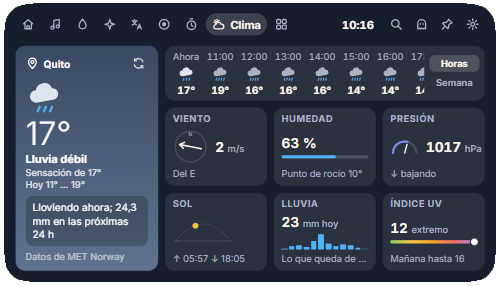 Clima
10:16
Quito
17°
Lluvia débil
Sensación de 17°
Hoy 11° ... 19°
Lloviendo ahora; 24,3
mm en las próximas
24 h
Datos de MET Norway
Ahora 11:00 12:00 13:00 14:00 15:00 16:00
17° 19° 16° 16° 16° 16° 14°
Horas
Semana
VIENTO
N
2 m/s
Del E
HUMEDAD
63 %
Punto de rocío 10°
PRESIÓN
1017 hPa
↓ bajando
SOL
↑ 05:57 ↓ 18:05
LLUVIA
23 mm hoy
Lo que queda de ...
ÍNDICE UV
12 extremo
Mañana hasta 16